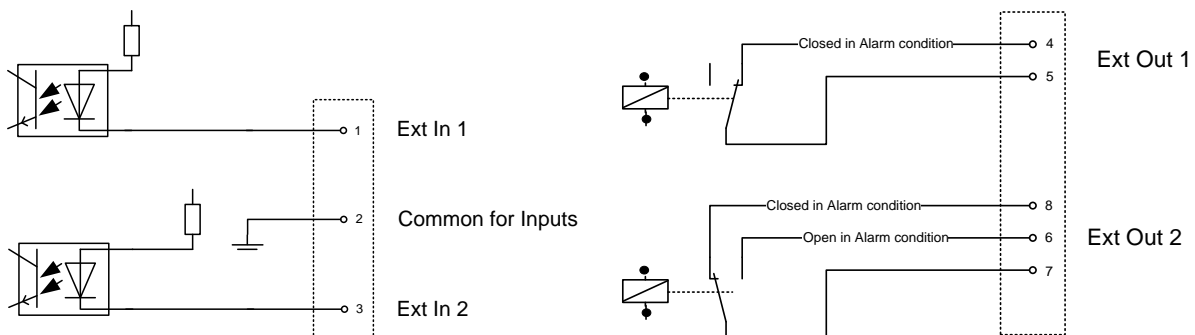 1
Ext In 1
2
Common for Inputs
3
Ext In 2
Closed in Alarm condition
4
Ext Out 1
5
Closed in Alarm condition
8
Open in Alarm condition
6
Ext Out 2
7